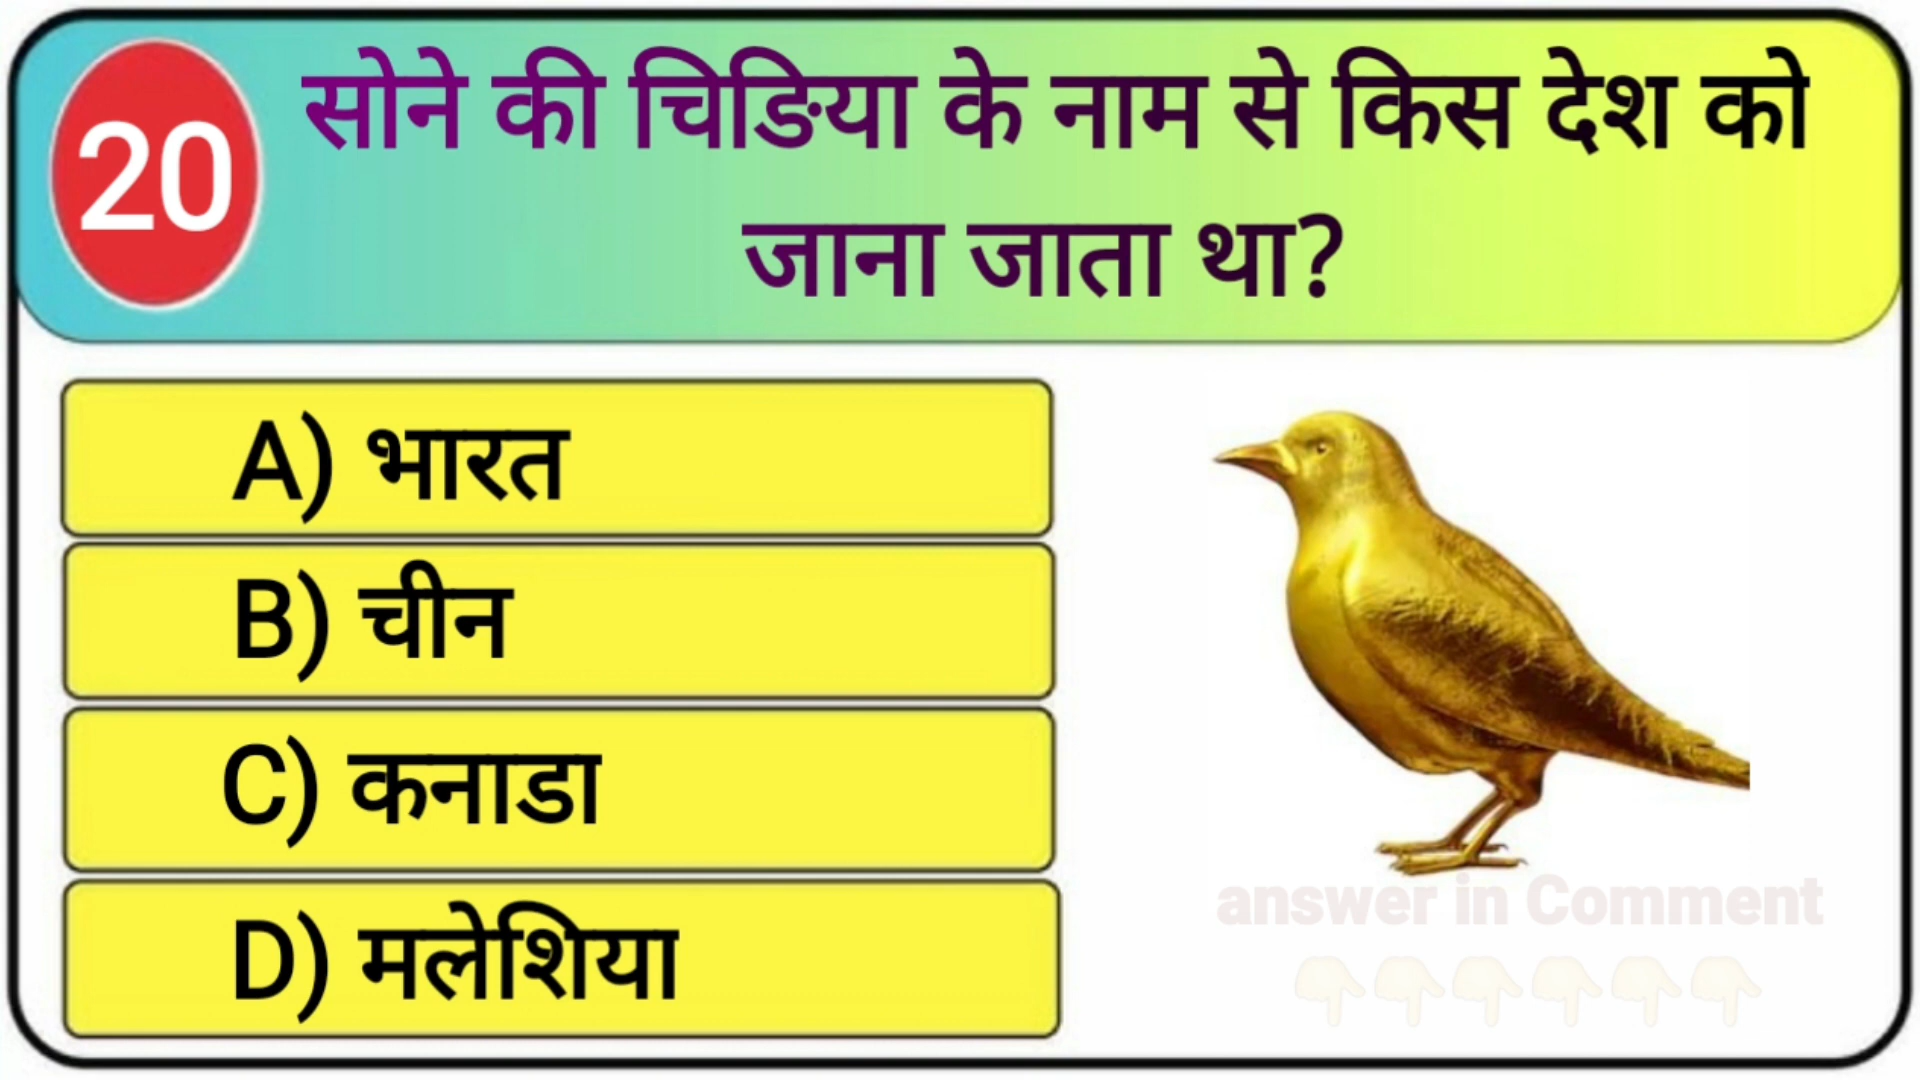 20
सोने की चिङिया के नाम से किस देश को
जाना जाता था?
A) भारत
B) चीन
C) कनाडा
D) मलेशिया
answer in Comment
👇👇👇👇👇👇